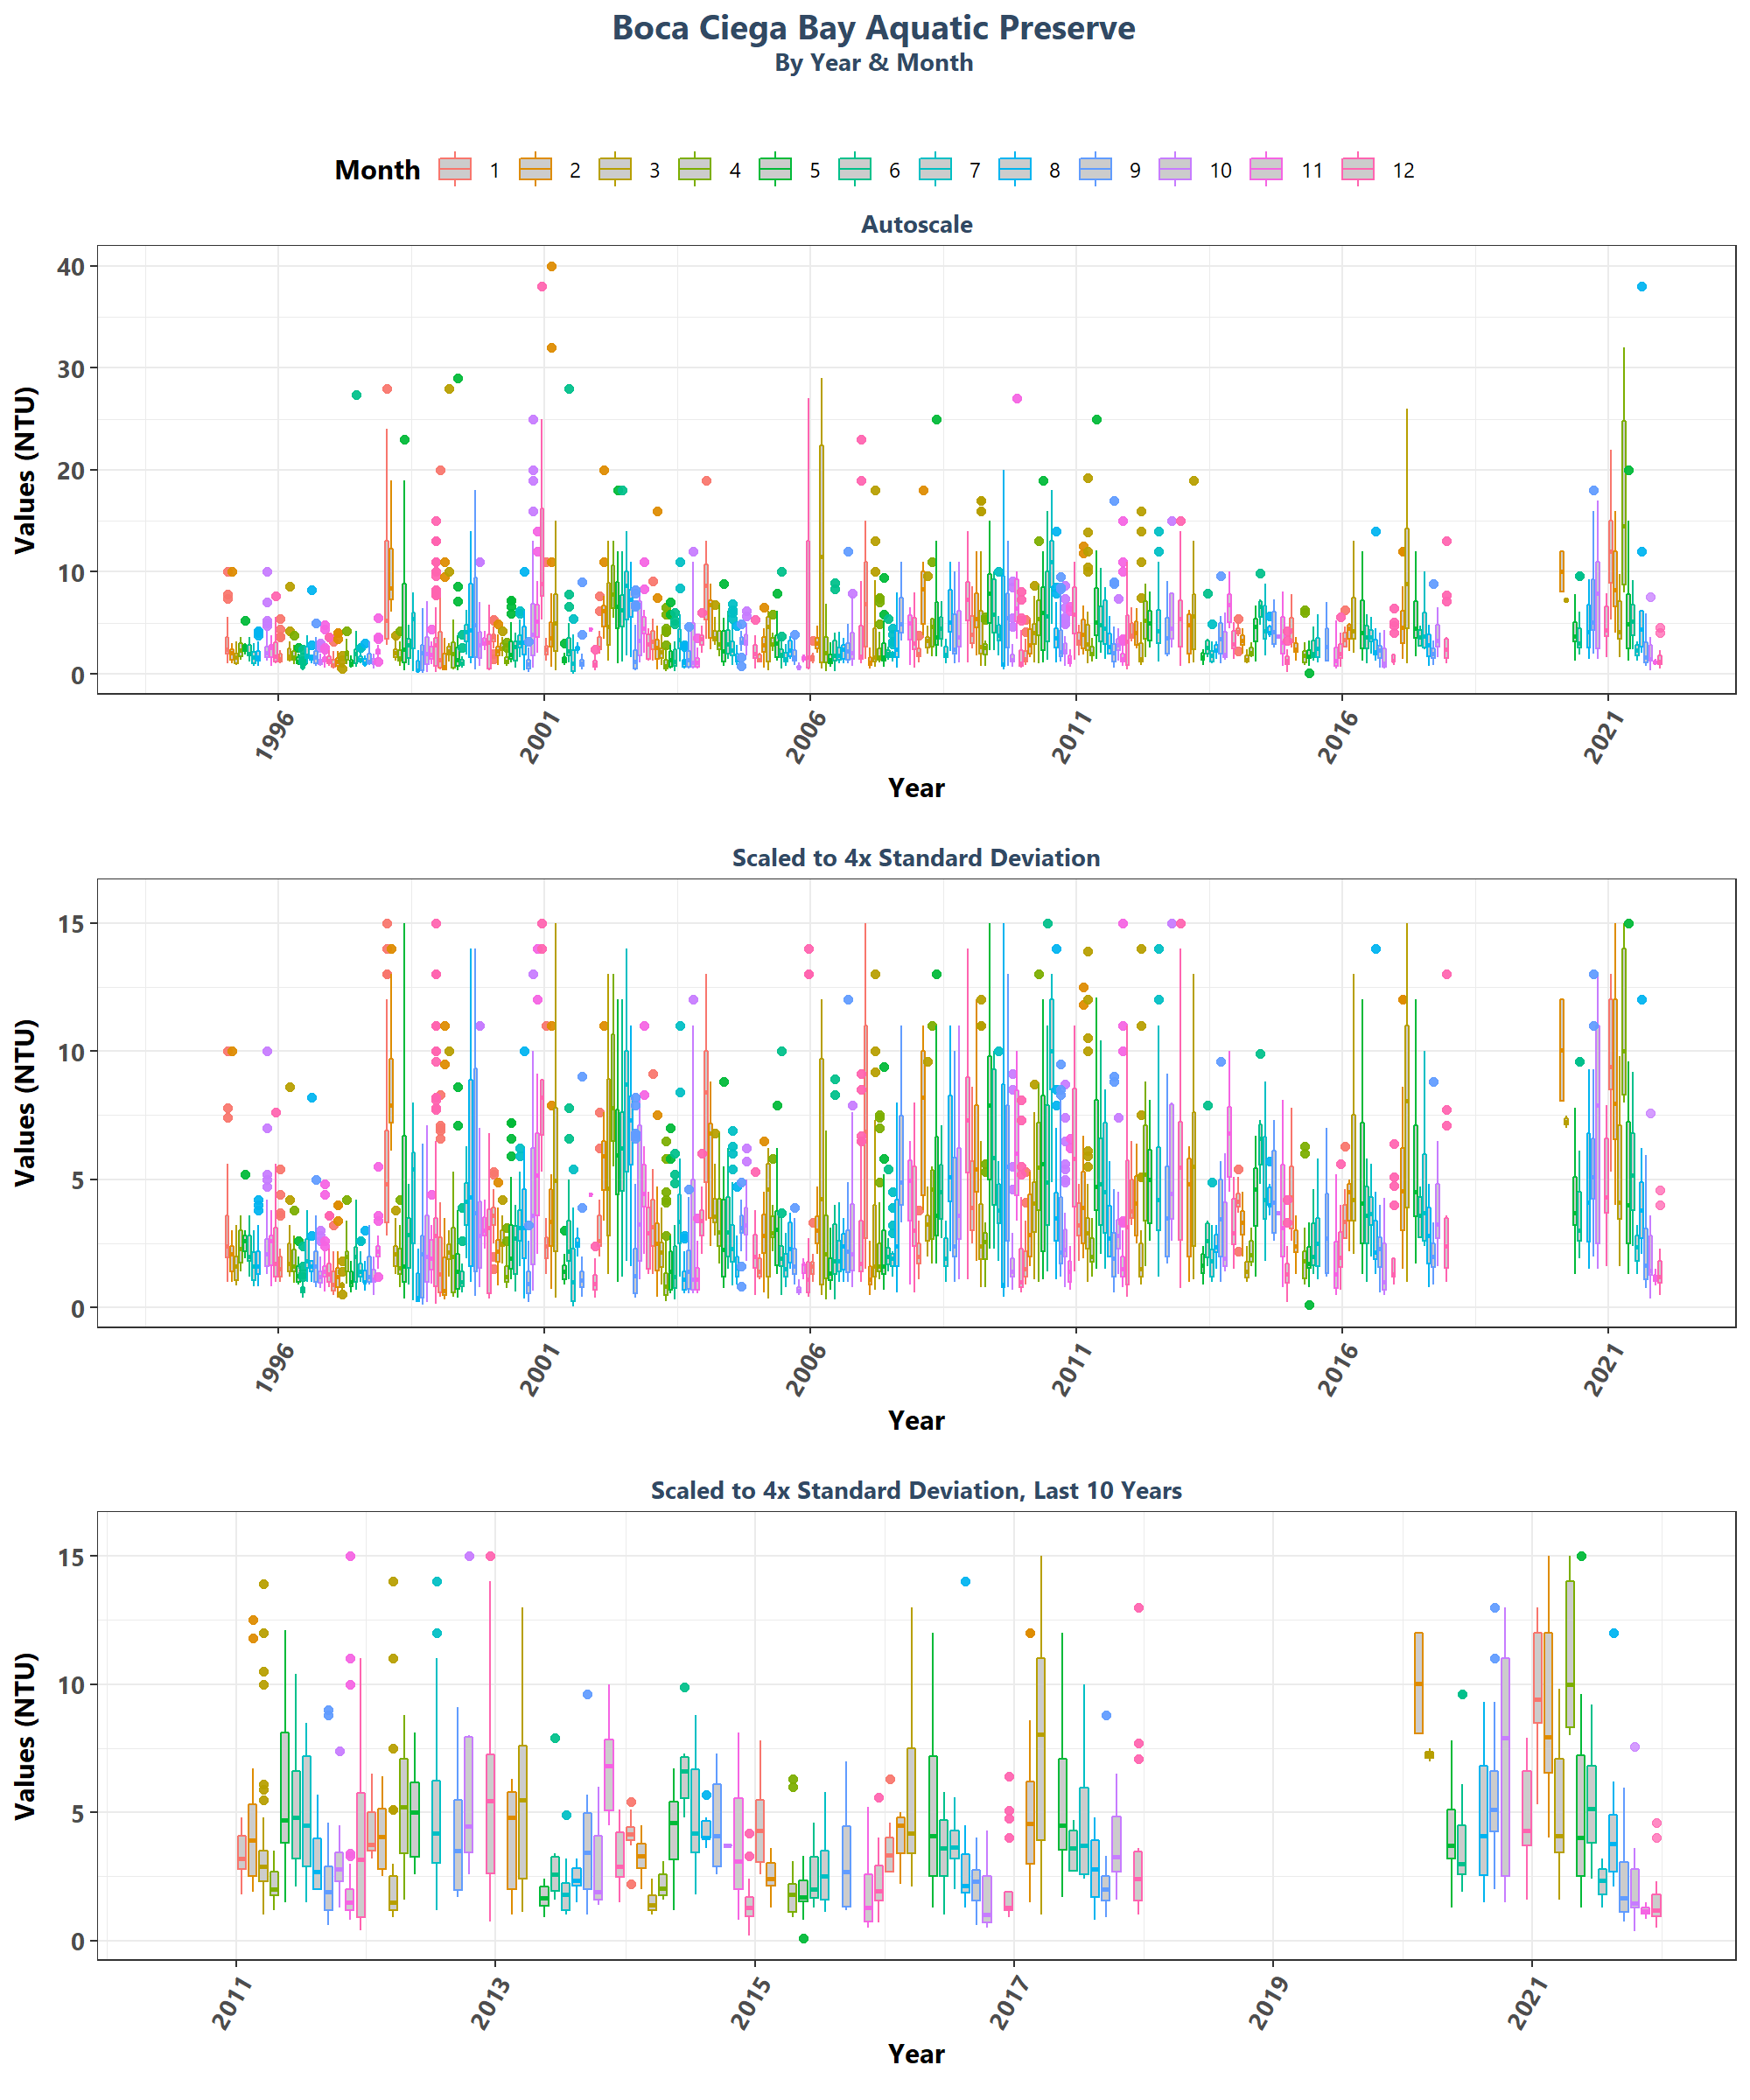 Boca Ciega Bay Aquatic Preserve
By Year & Month
Month 1 2 3 4 5 6 7 8 9 10 11 12
Autoscale
Values (NTU)
40
30
20
10
0
1996 2001 2006 2011 2016 2021
Year
Scaled to 4x Standard Deviation
Values (NTU)
15
10
5
0
1996 2001 2006 2011 2016 2021
Year
Scaled to 4x Standard Deviation, Last 10 Years
Values (NTU)
15
10
5
0
2011 2013 2015 2017 2019 2021
Year